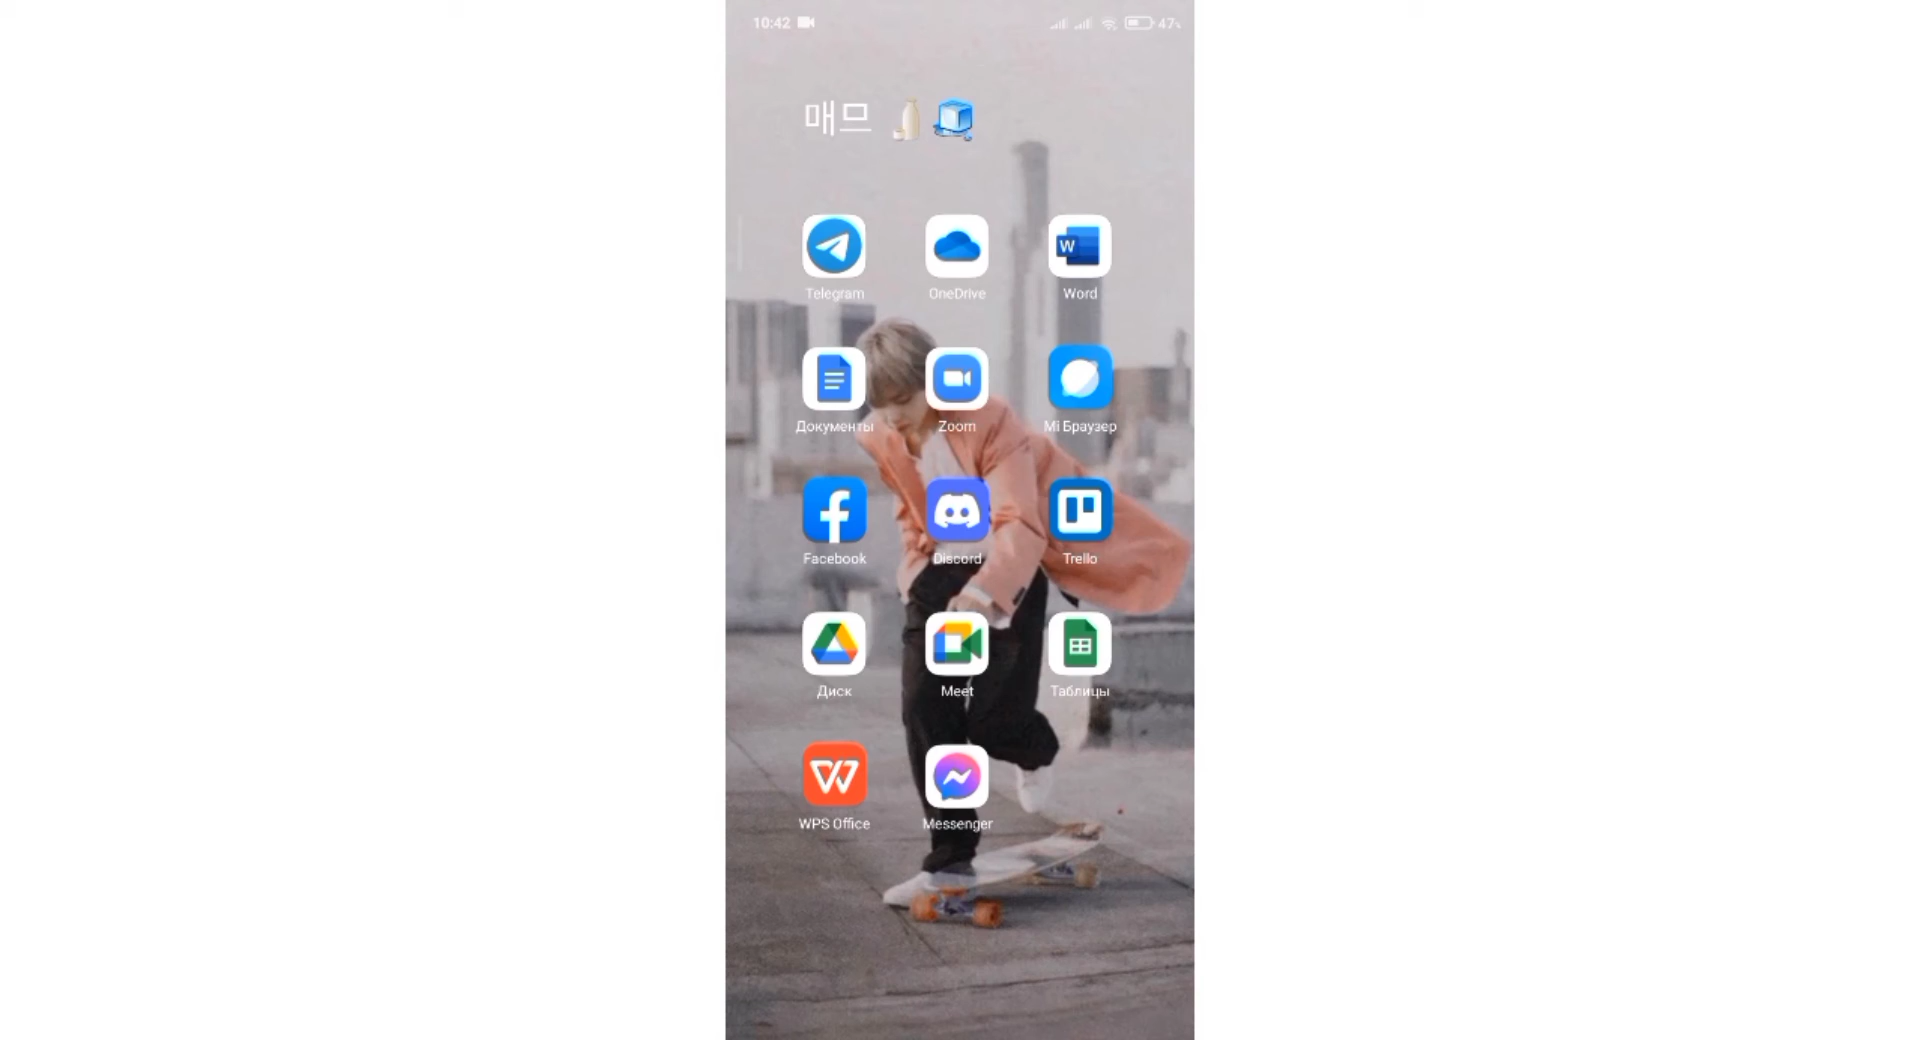 10:42 47%
매므
Telegram OneDrive Word
Документы Zoom Mi Браузер
Facebook Discord Trello
Диск Meet Таблицы
WPS Office Messenger